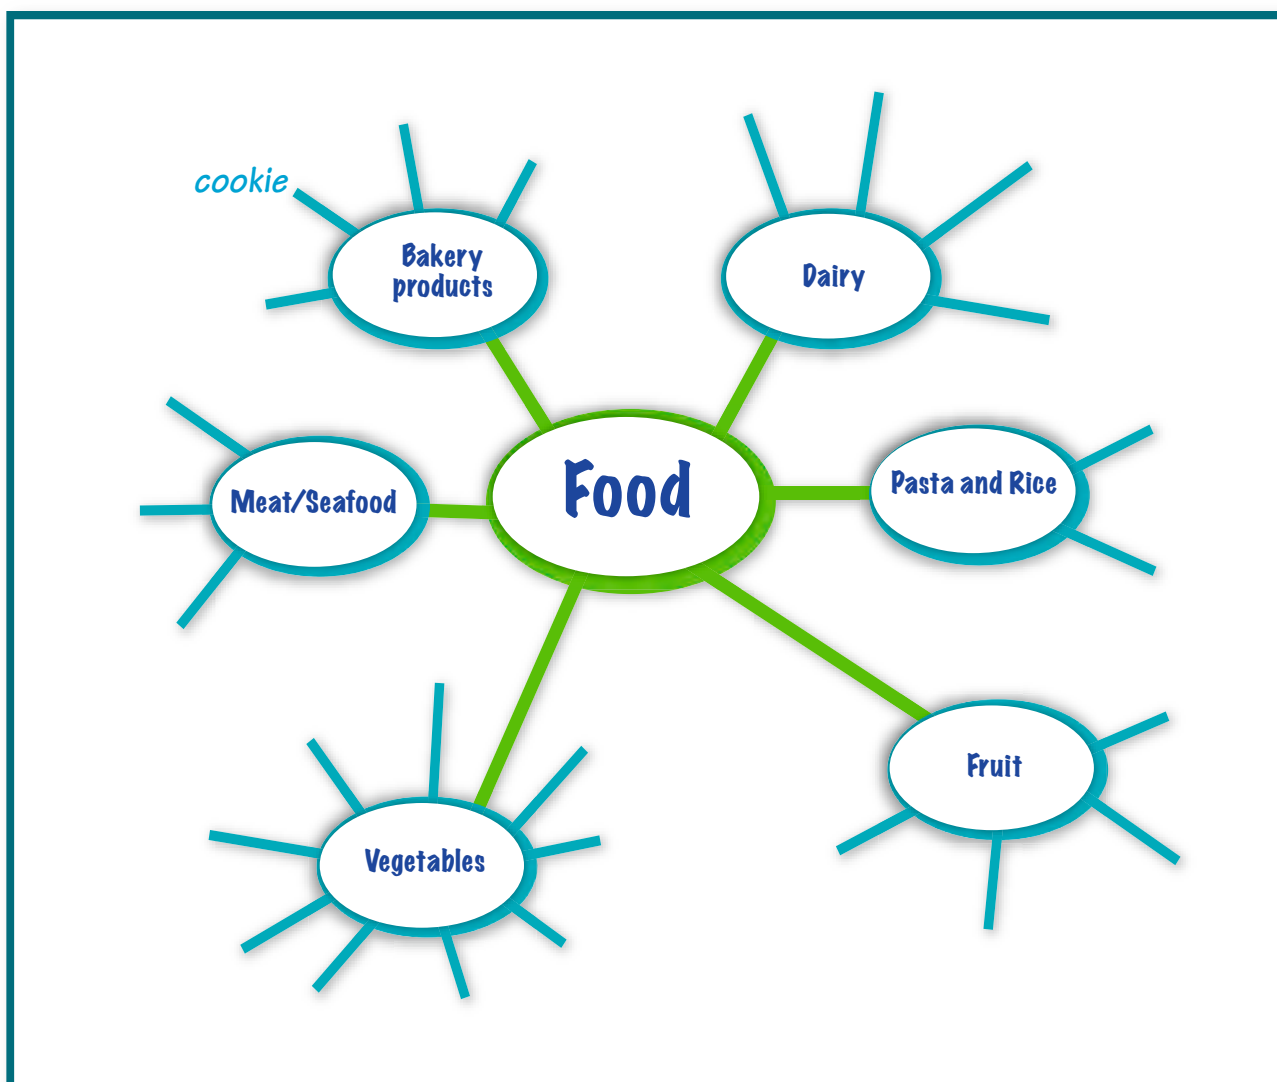 cookie
Bakery
products
Dairy
Meat/Seafood
Food
Pasta and Rice
Fruit
Vegetables